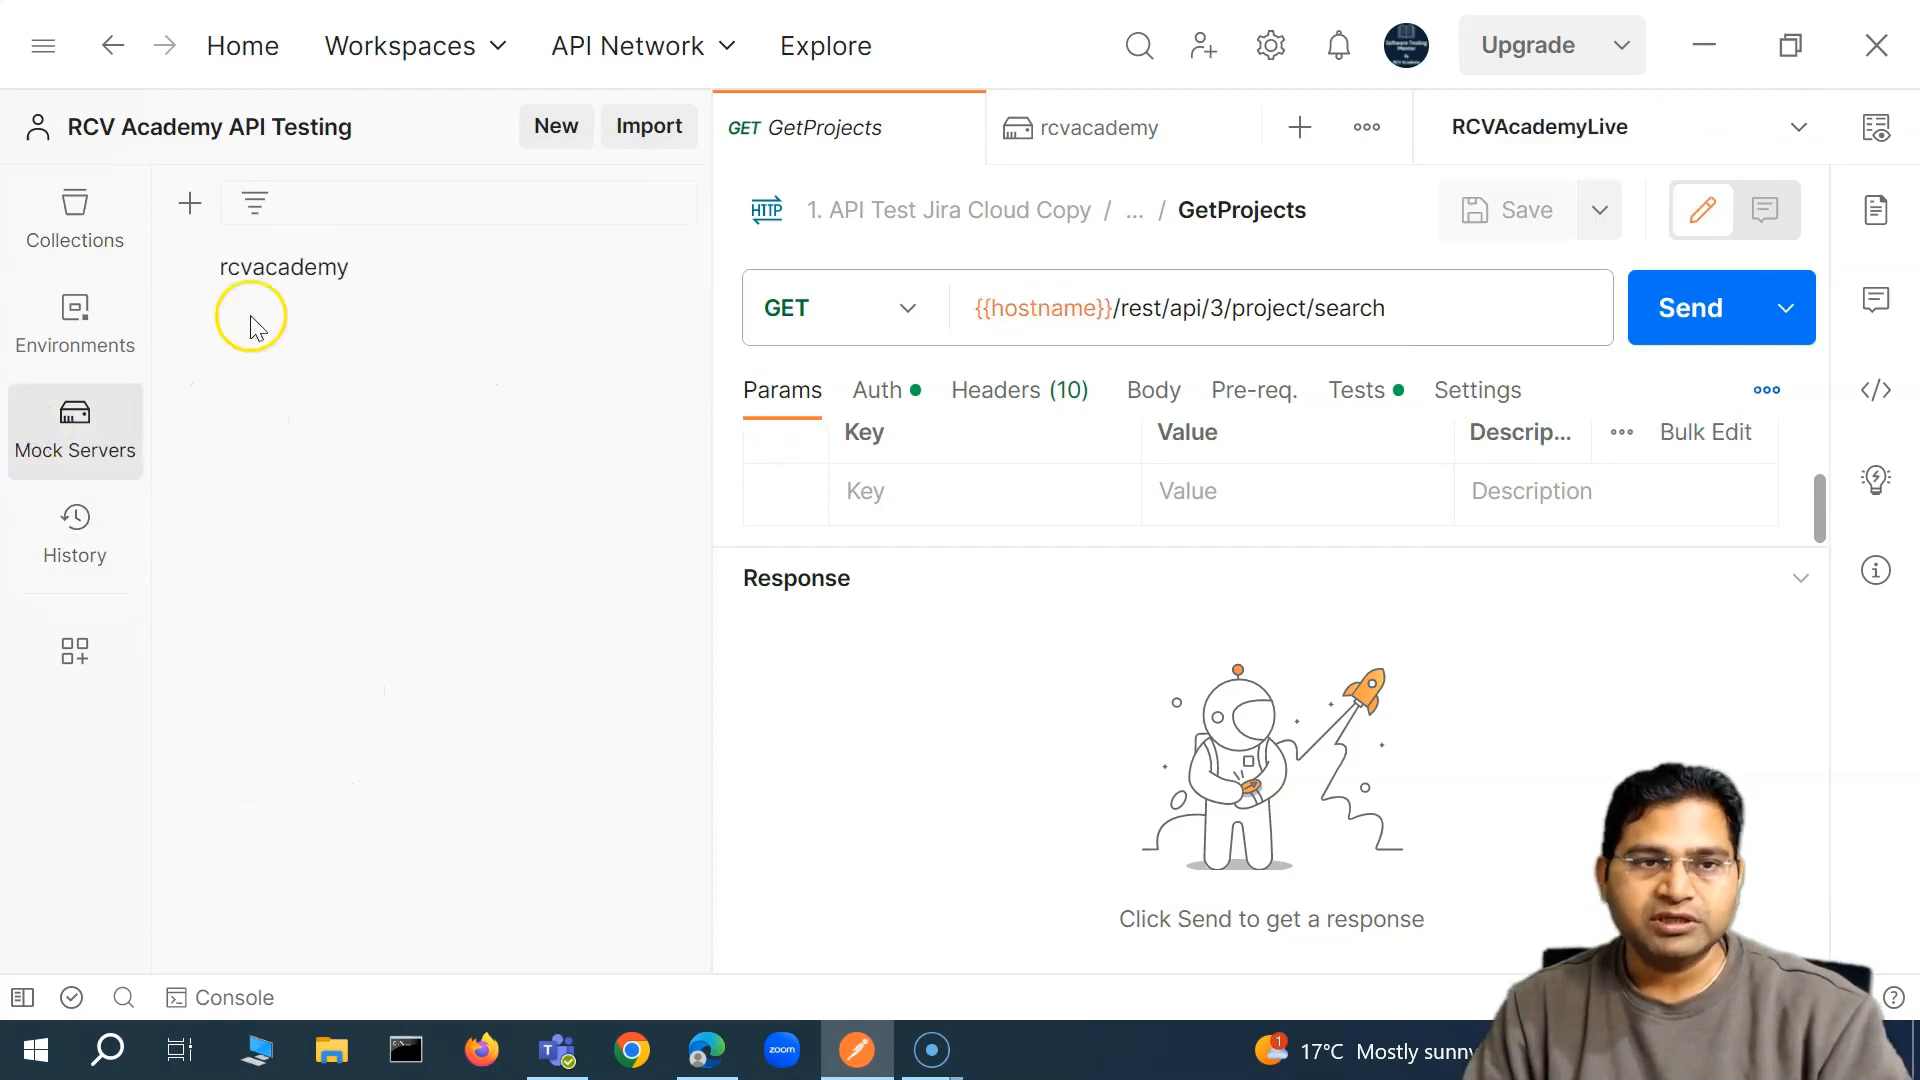 Home Workspaces API Network Explore Upgrade
RCV Academy API Testing New Import GET GetProjects rcvacademy RCVAcademyLive
Collections
Environments
Mock Servers
History
rcvacademy
HTTP 1. API Test Jira Cloud Copy / ... / GetProjects Save
GET {{hostname}}/rest/api/3/project/search Send
Params Auth Headers (10) Body Pre-req. Tests Settings
Key Value Descrip... Bulk Edit
Key Value Description
Response
Click Send to get a response
Console
zoom 1 17°C Mostly sunny